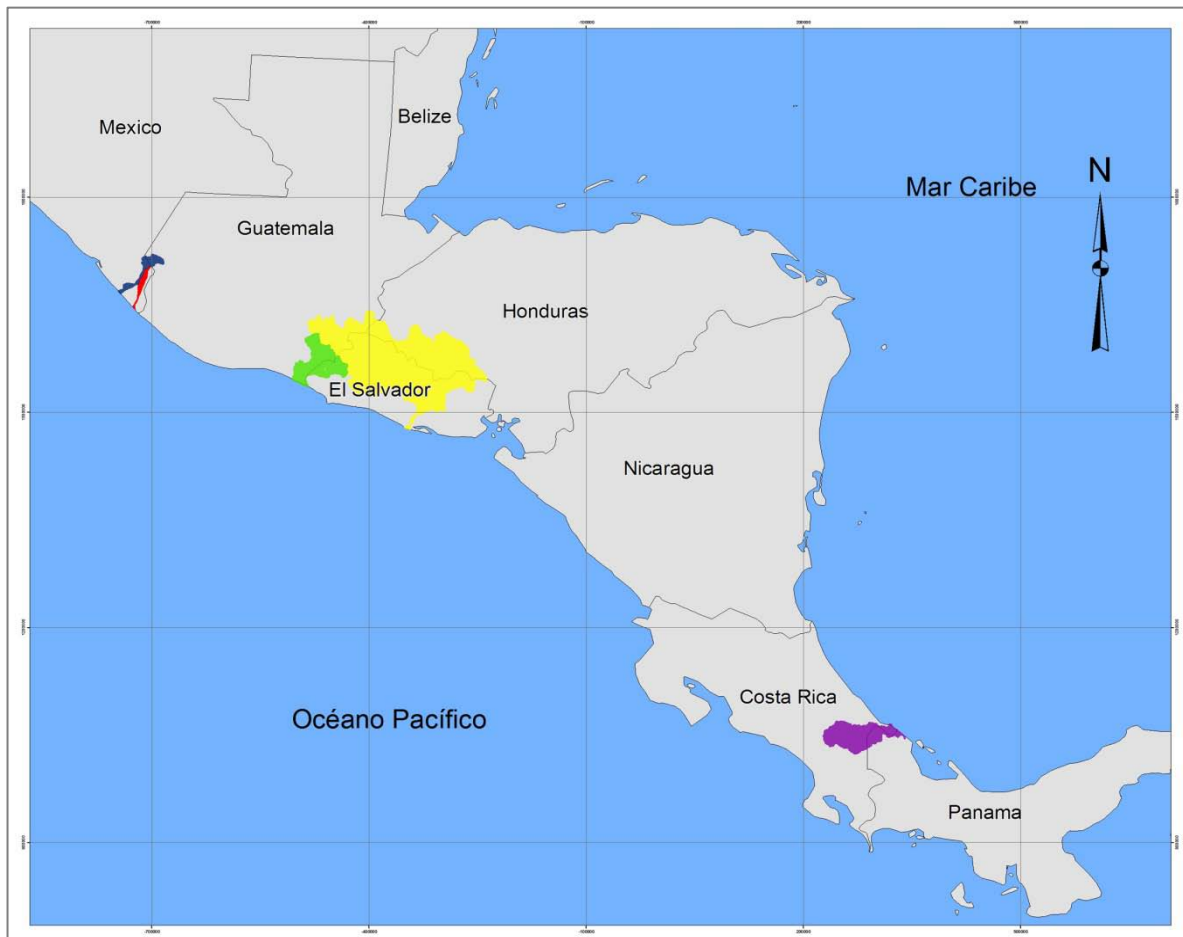 Belize
Mexico
N
Mar Caribe
Guatemala
Honduras
El Salvador
Nicaragua
Costa Rica
Océano Pacífico
Panama